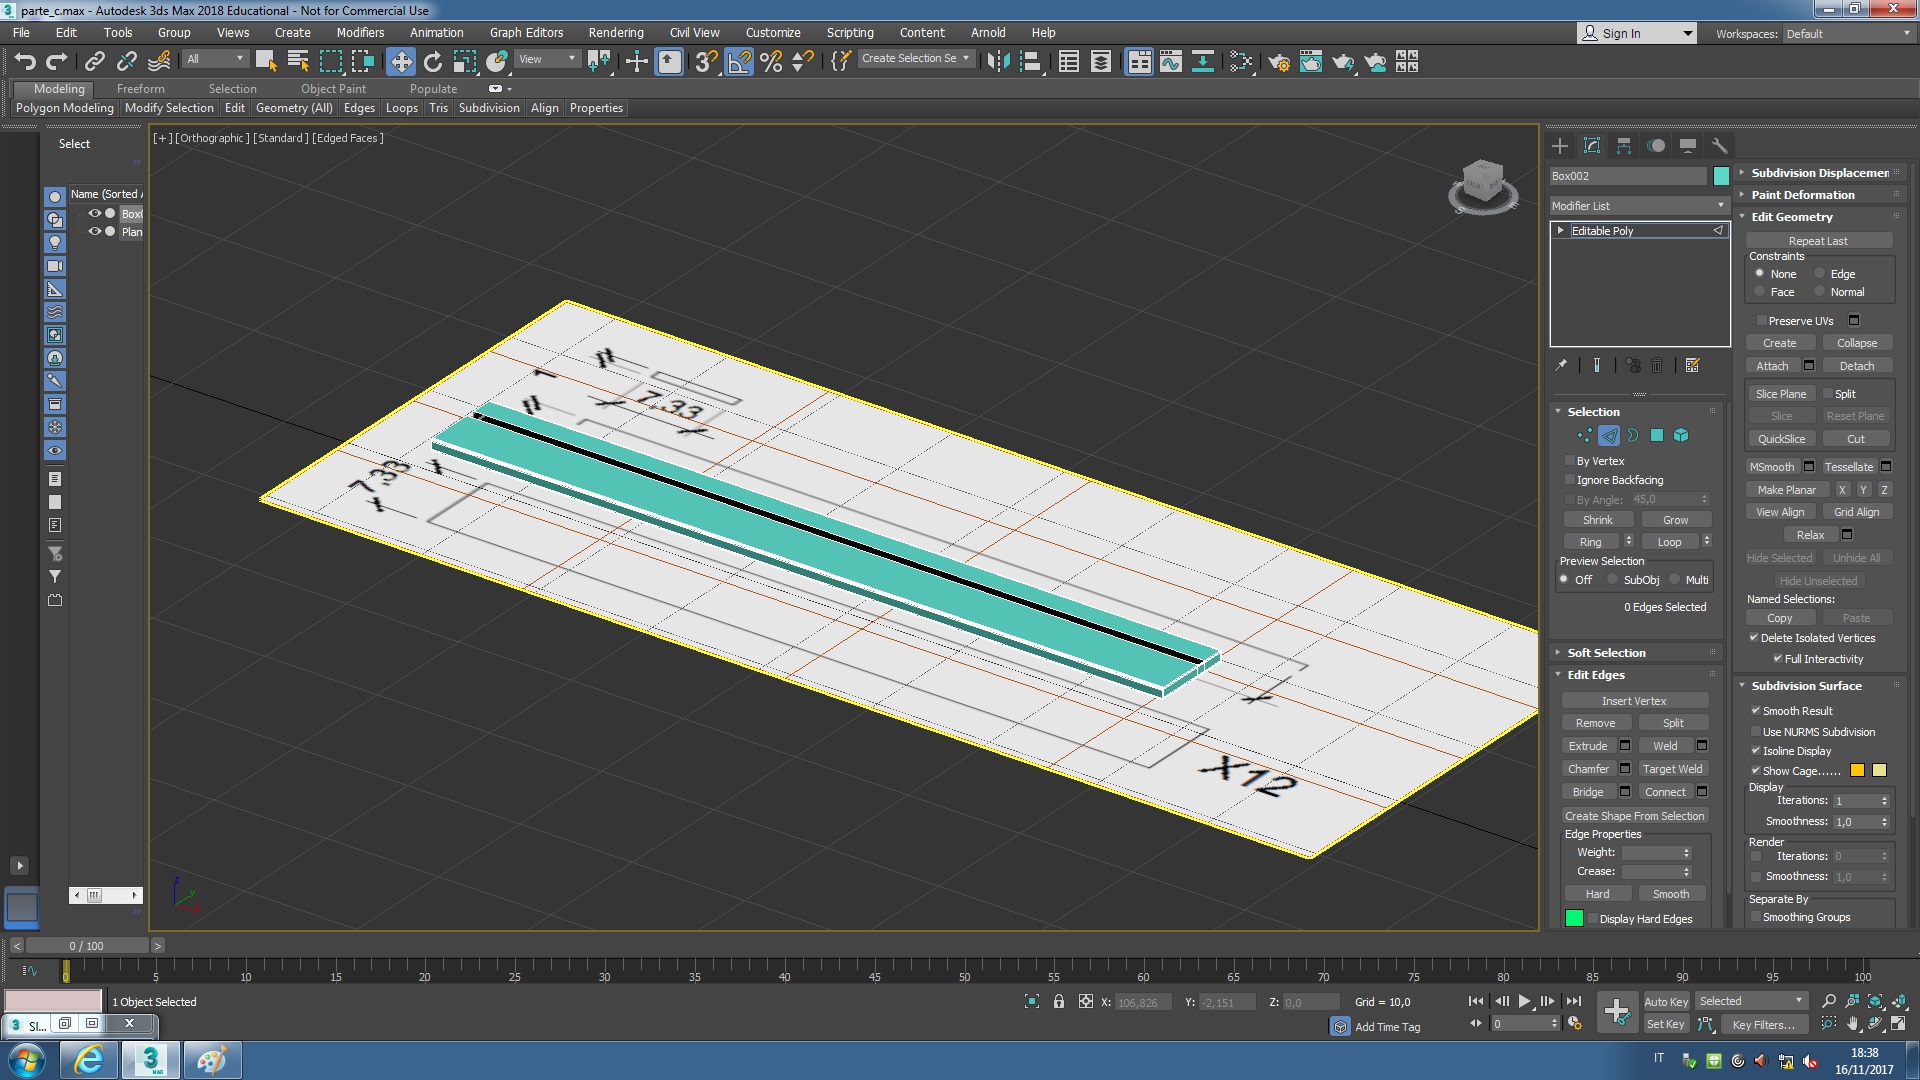 parte_c.max - Autodesk 3ds Max 2018 Educational - Not for Commercial Use
File Edit Tools Group Views Create Modifiers Animation Graph Editors Rendering Civil View Customize Scripting Content Arnold Help
Sign In Workspaces: Default
All View Create Selection Se
Modeling Freeform Selection Object Paint Populate
Polygon Modeling Modify Selection Edit Geometry (All) Edges Loops Tris Subdivision Align Properties
Select
Name (Sorted A
Box0
Plan
[+] [Orthographic] [Standard] [Edged Faces]
1
7,33
7,33
X12
Box002
Modifier List
Editable Poly
Selection
By Vertex
Ignore Backfacing
By Angle: 45,0
Shrink Grow
Ring Loop
Preview Selection
Off SubObj Multi
0 Edges Selected
Soft Selection
Edit Edges
Insert Vertex
Remove Split
Extrude Weld
Chamfer Target Weld
Bridge Connect
Create Shape From Selection
Edge Properties
Weight:
Crease:
Hard Smooth
Display Hard Edges
Subdivision Displacemen
Paint Deformation
Edit Geometry
Repeat Last
Constraints
None Edge
Face Normal
Preserve UVs
Create Collapse
Attach Detach
Slice Plane Split
Slice Reset Plane
QuickSlice Cut
MSmooth Tessellate
Make Planar X Y Z
View Align Grid Align
Relax
Hide Selected Unhide All
Hide Unselected
Named Selections:
Copy Paste
Delete Isolated Vertices
Full Interactivity
Subdivision Surface
Smooth Result
Use NURMS Subdivision
Isoline Display
Show Cage......
Display
Iterations: 1
Smoothness: 1,0
Render
Iterations: 0
Smoothness: 1,0
Separate By
Smoothing Groups
< 0 / 100 >
0 5 10 15 20 25 30 35 40 45 50 55 60 65 70 75 80 85 90 95 100
1 Object Selected
X: 106,826 Y: -2,151 Z: 0,0 Grid = 10,0
Auto Key Selected
Add Time Tag
0
Set Key Key Filters...
Sl...
IT
18:38
16/11/2017